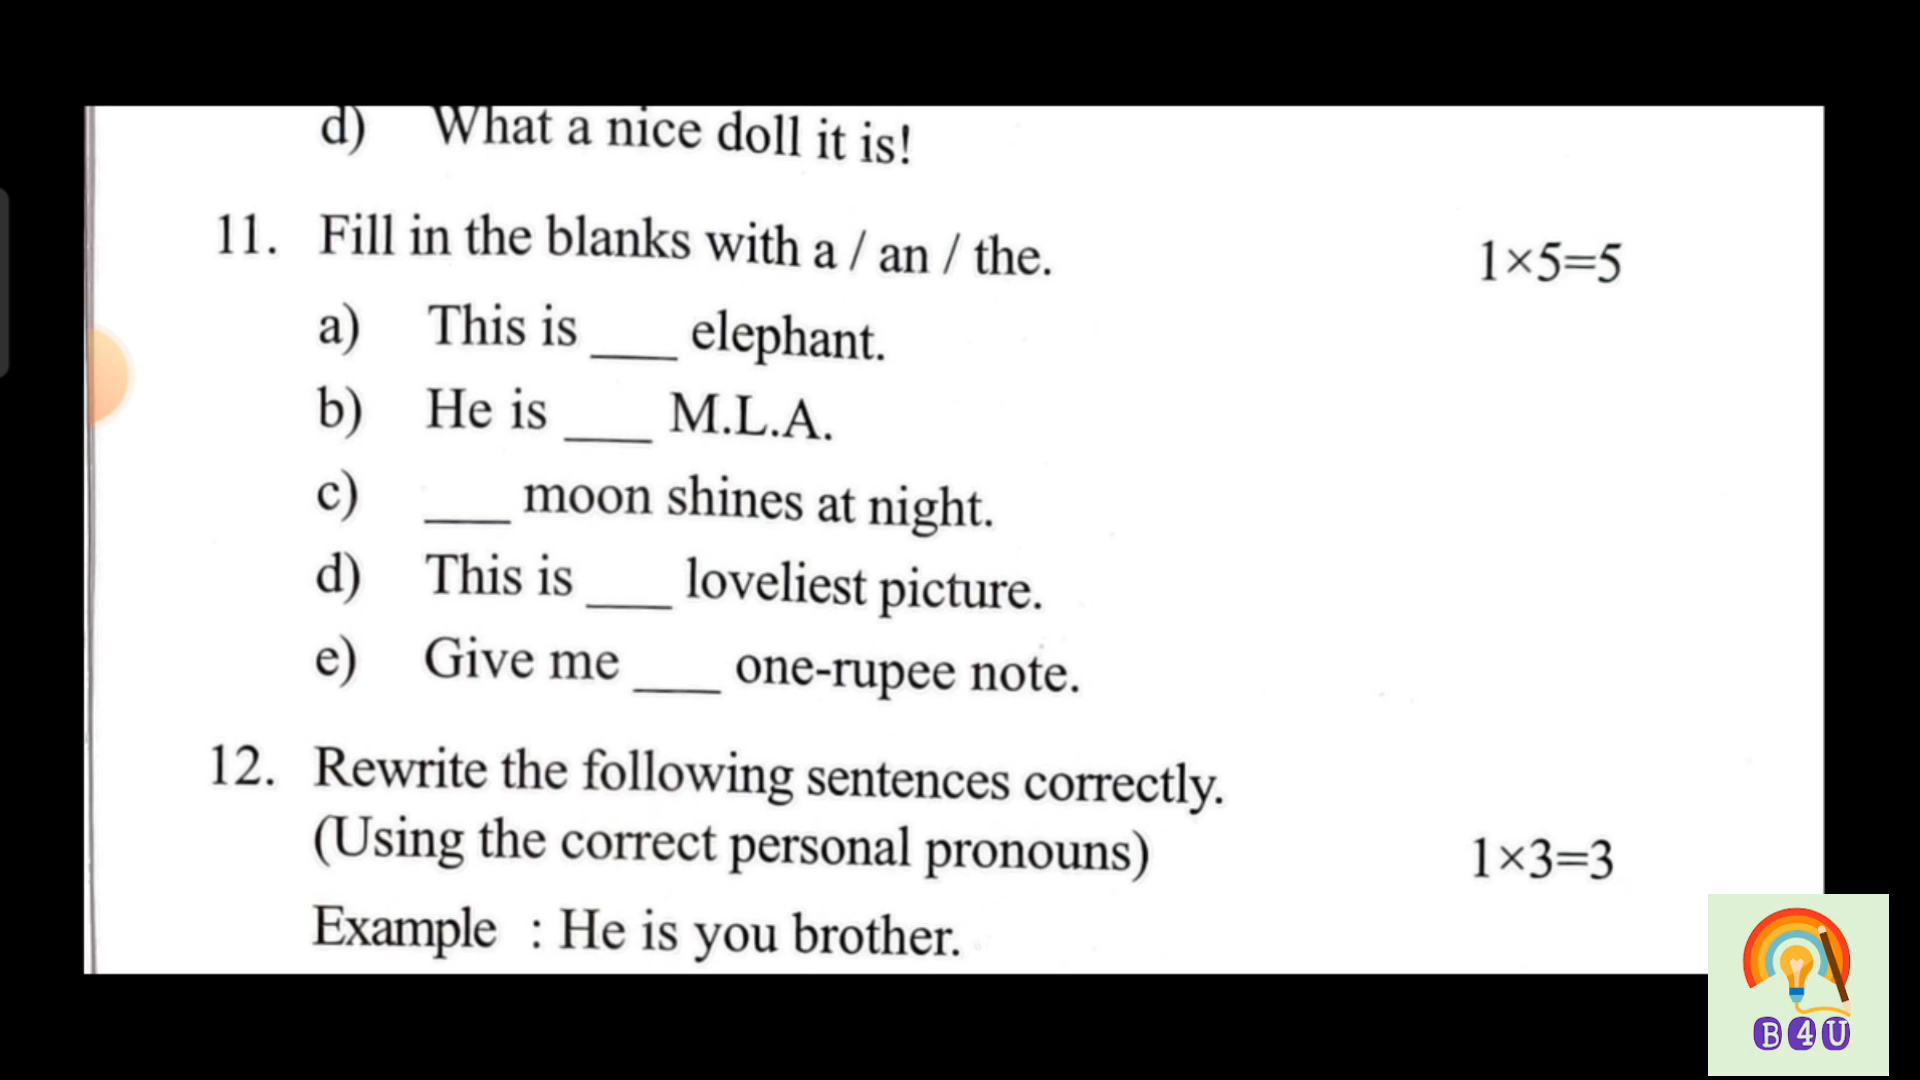 d) What a nice doll it is!
11. Fill in the blanks with a / an / the. 1×5=5
a) This is ___ elephant.
b) He is ___ M.L.A.
c) ___ moon shines at night.
d) This is ___ loveliest picture.
e) Give me ___ one-rupee note.
12. Rewrite the following sentences correctly.
(Using the correct personal pronouns) 1×3=3
Example : He is you brother.
B4U